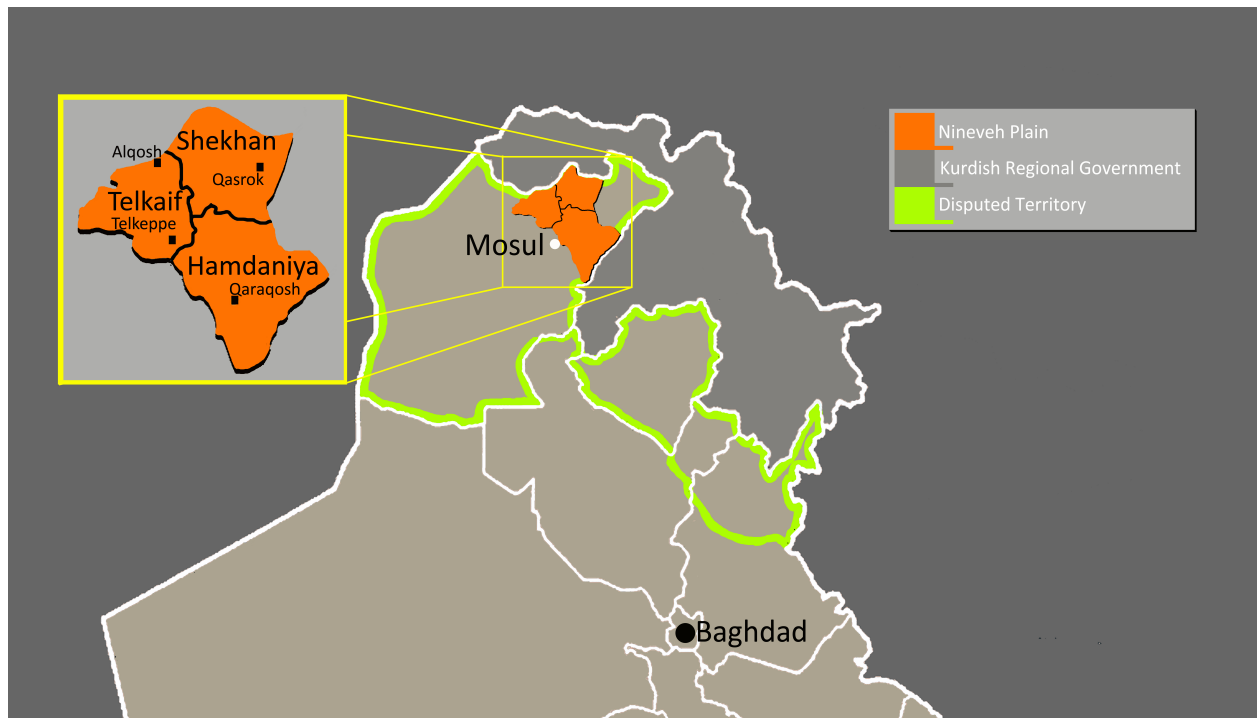 Shekhan
Alqosh
Qasrok
Telkaif
Telkeppe
Hamdaniya
Qaraqosh
Mosul
Baghdad
Nineveh Plain
Kurdish Regional Government
Disputed Territory